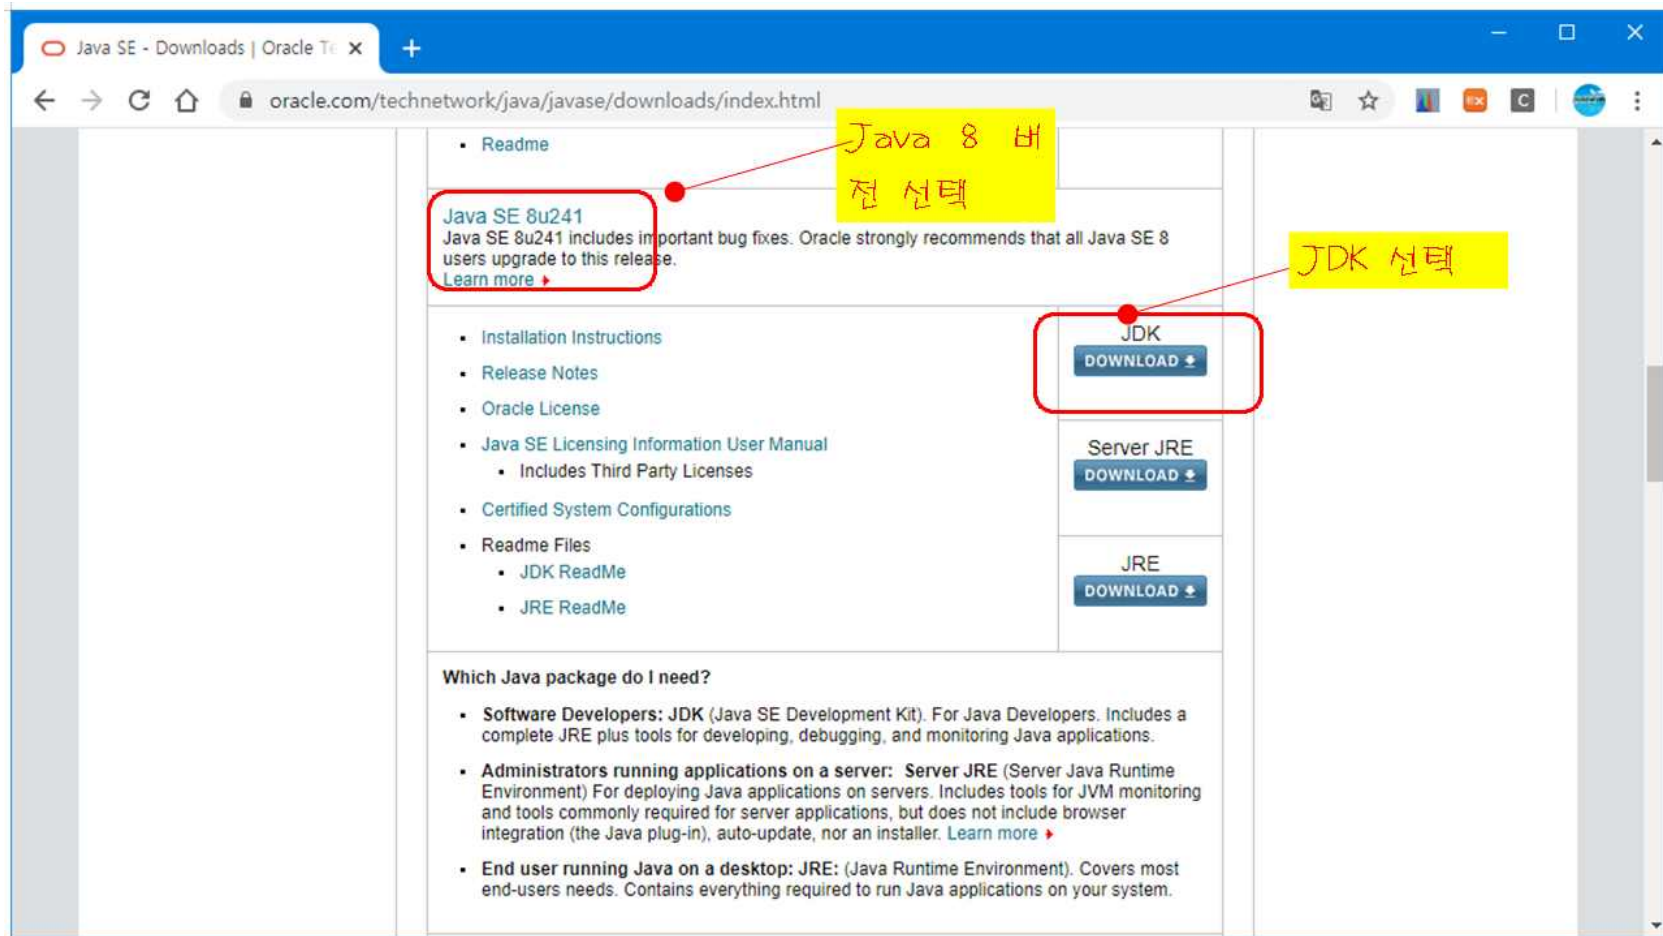 Java SE - Downloads | Oracle Te
oracle.com/technetwork/java/javase/downloads/index.html
Readme
Java 8 버
전 선택
Java SE 8u241
Java SE 8u241 includes important bug fixes. Oracle strongly recommends that all Java SE 8
users upgrade to this release.
Learn more
JDK 선택
Installation Instructions
Release Notes
Oracle License
Java SE Licensing Information User Manual
Includes Third Party Licenses
Certified System Configurations
Readme Files
JDK ReadMe
JRE ReadMe
JDK
DOWNLOAD
Server JRE
DOWNLOAD
JRE
DOWNLOAD
Which Java package do I need?
Software Developers: JDK (Java SE Development Kit). For Java Developers. Includes a
complete JRE plus tools for developing, debugging, and monitoring Java applications.
Administrators running applications on a server: Server JRE (Server Java Runtime
Environment) For deploying Java applications on servers. Includes tools for JVM monitoring
and tools commonly required for server applications, but does not include browser
integration (the Java plug-in), auto-update, nor an installer. Learn more
End user running Java on a desktop: JRE: (Java Runtime Environment). Covers most
end-users needs. Contains everything required to run Java applications on your system.